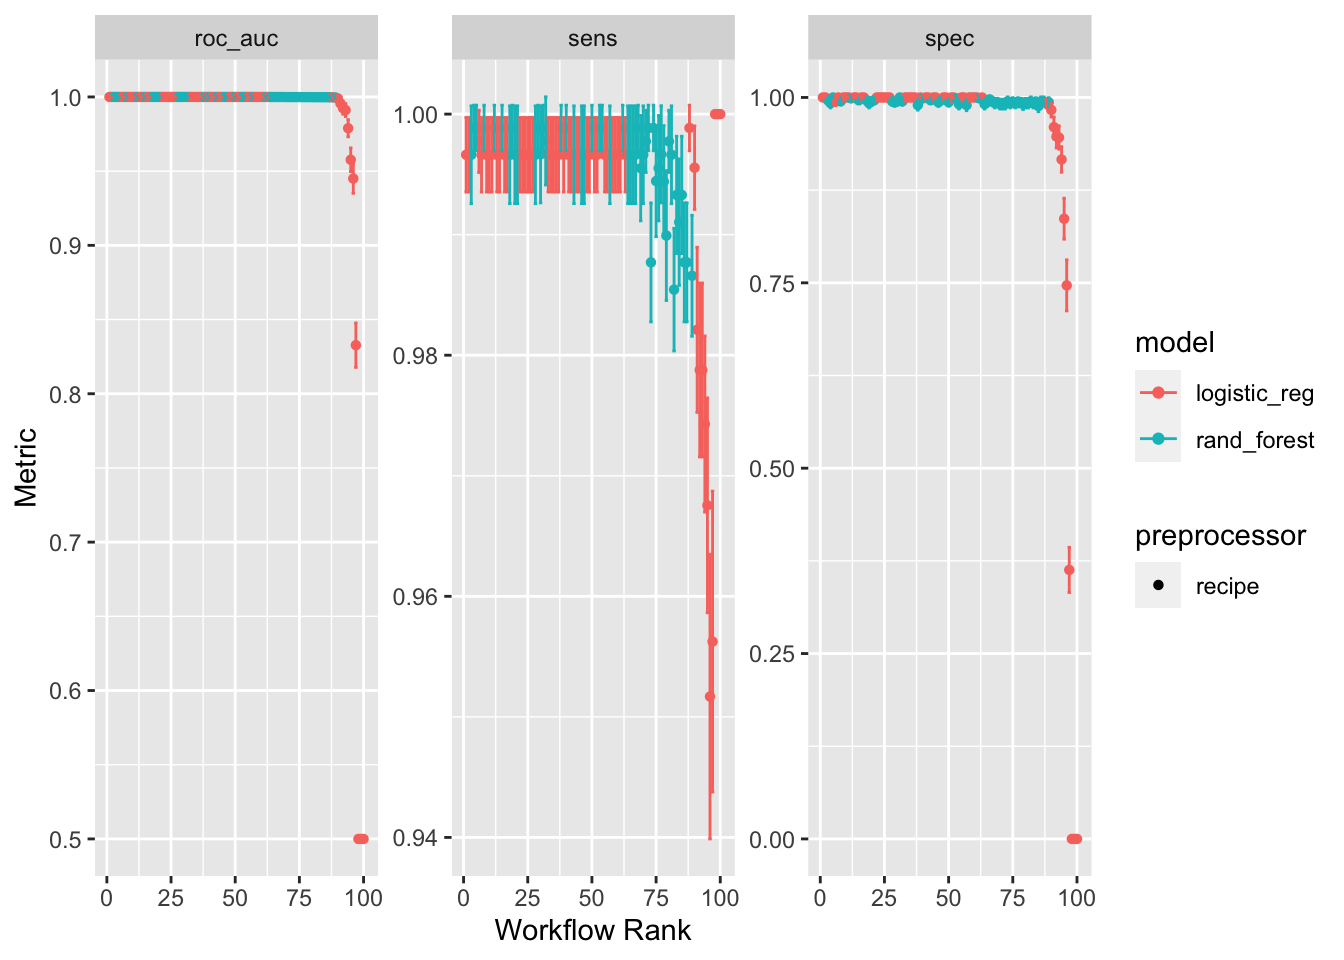 roc_auc
sens
spec
1.0
0.9
0.8
0.7
0.6
0.5
1.00
0.98
0.96
0.94
1.00
0.75
0.50
0.25
0.00
0 25 50 75 100
0 25 50 75 100
0 25 50 75 100
Metric
Workflow Rank
model
logistic_reg
rand_forest
preprocessor
recipe